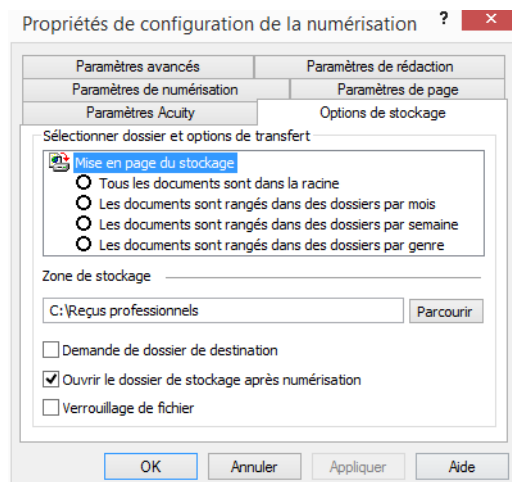 Propriétés de configuration de la numérisation ? ×
Paramètres avancés Paramètres de rédaction
Paramètres de numérisation Paramètres de page
Paramètres Acuity Options de stockage
Sélectionner dossier et options de transfert
Mise en page du stockage
Tous les documents sont dans la racine
Les documents sont rangés dans des dossiers par mois
Les documents sont rangés dans des dossiers par semaine
Les documents sont rangés dans des dossiers par genre
Zone de stockage
C:\Reçus professionnels Parcourir
Demande de dossier de destination
Ouvrir le dossier de stockage après numérisation
Verrouillage de fichier
OK Annuler Appliquer Aide